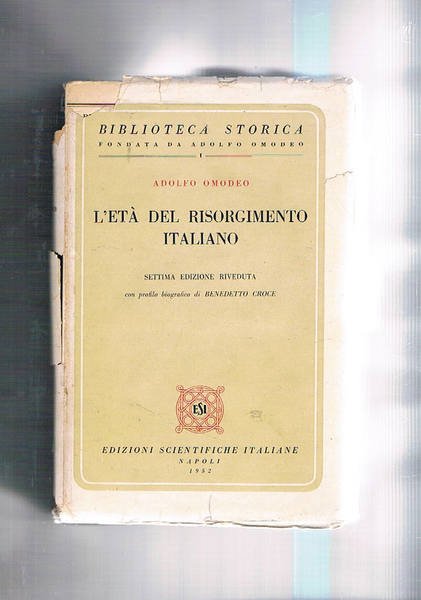 BIBLIOTECA STORICA
FONDATA DA ADOLFO OMODEO
1
ADOLFO OMODEO
L'ETÀ DEL RISORGIMENTO
ITALIANO
SETTIMA EDIZIONE RIVEDUTA
con profilo biografico di BENEDETTO CROCE
ESI
EDIZIONI SCIENTIFICHE ITALIANE
NAPOLI
1952